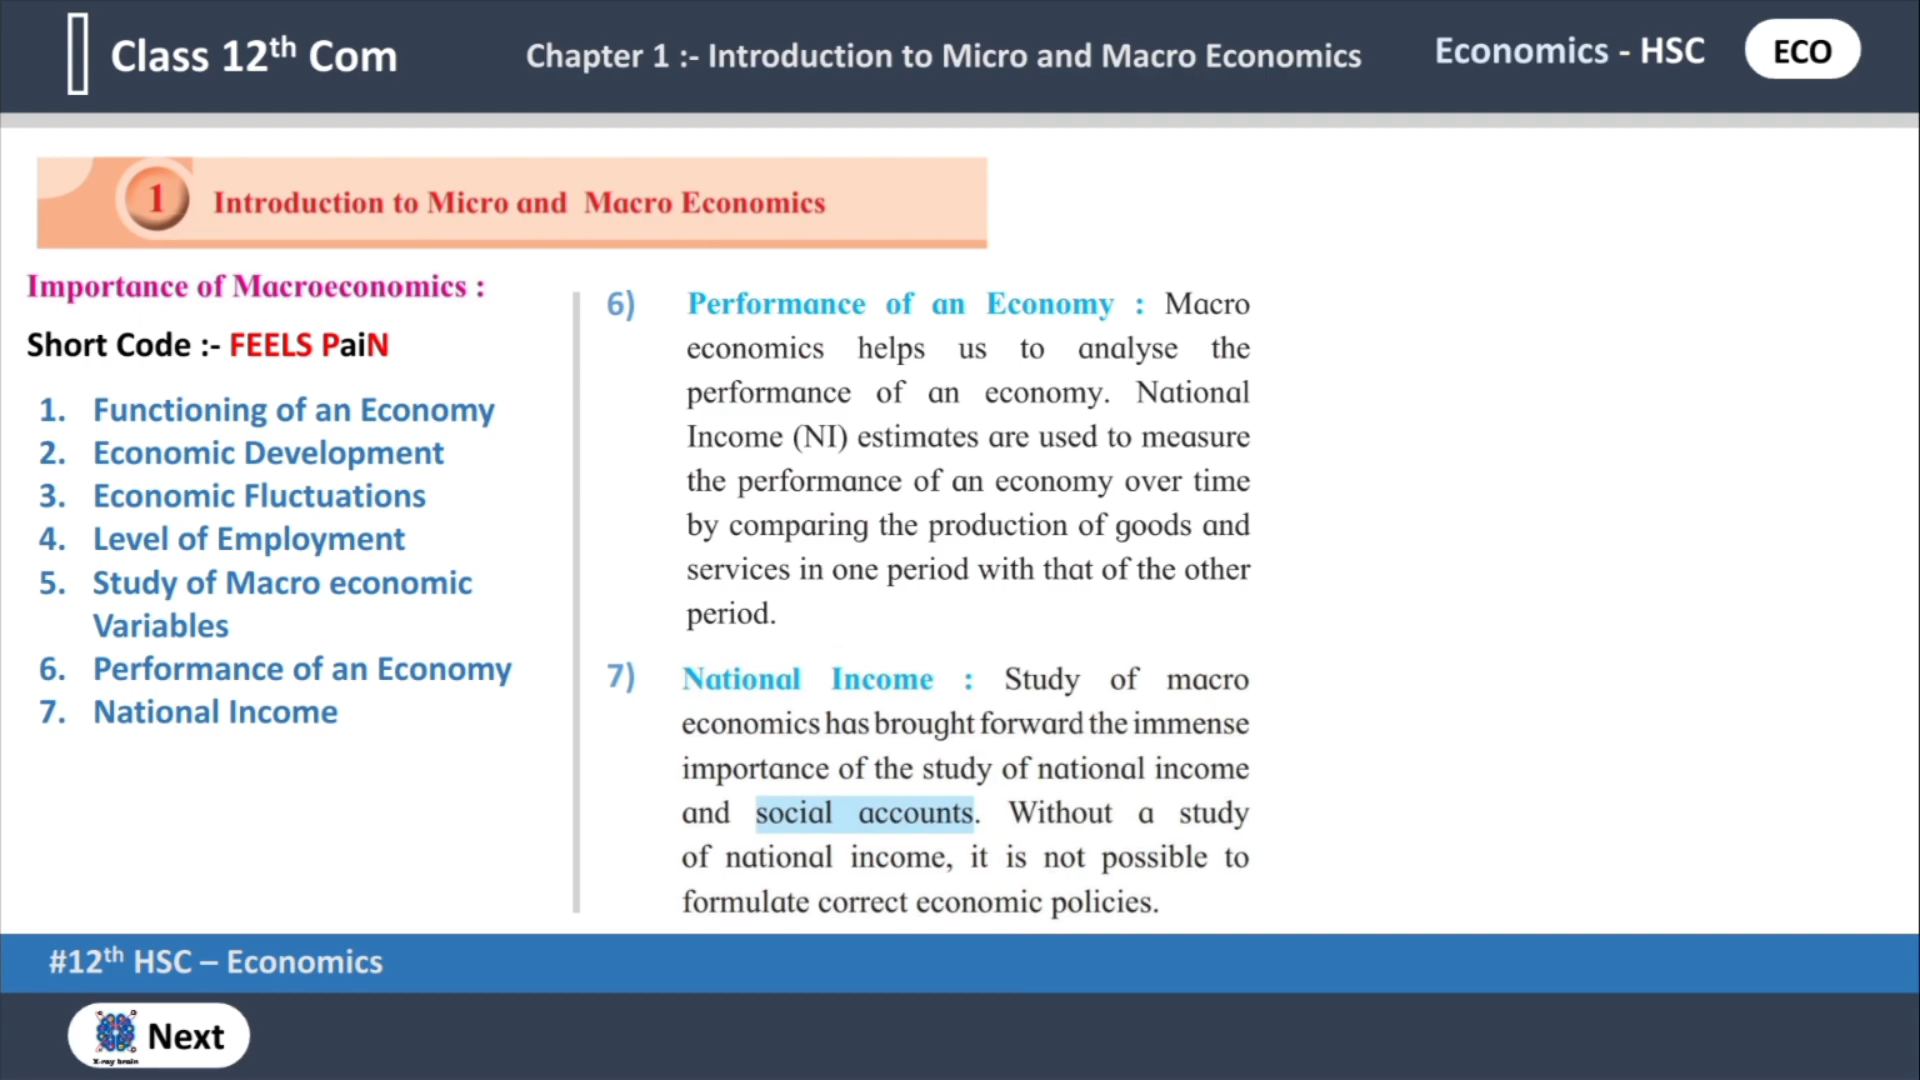 Class 12th Com
Chapter 1 :- Introduction to Micro and Macro Economics
Economics - HSC
ECO
1
Introduction to Micro and Macro Economics
Importance of Macroeconomics :
Short Code :- FEELS PaiN
1. Functioning of an Economy
2. Economic Development
3. Economic Fluctuations
4. Level of Employment
5. Study of Macro economic
Variables
6. Performance of an Economy
7. National Income
6) Performance of an Economy : Macro
economics helps us to analyse the
performance of an economy. National
Income (NI) estimates are used to measure
the performance of an economy over time
by comparing the production of goods and
services in one period with that of the other
period.
7) National Income : Study of macro
economics has brought forward the immense
importance of the study of national income
and social accounts. Without a study
of national income, it is not possible to
formulate correct economic policies.
#12th HSC – Economics
X-ray brain
Next